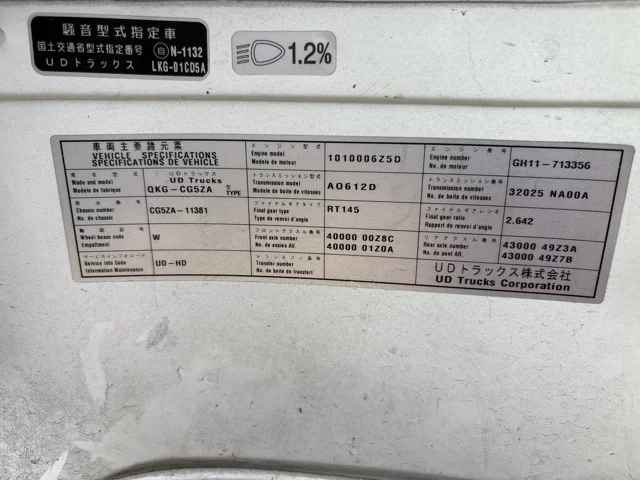 騒音型式指定車
国土交通省型式指定番号 自 N-1132
UDトラックス LKG-01CD5A
1.2%
車両主要諸元票
VEHICLE SPECIFICATIONS
SPECIFICATIONS DE VEHICLE
車名型式
Make and model
Modele de fabrique
UDトラックス
UD Trucks
QKG-CG5ZA 型 TYPE
車台番号
Chassis number
No. de chassis
CG5ZA-11381
Wheel base code
Empattement
W
サービスインフォコード
Service Info Code
Information Maintenance
UD-HD
エンジン型式
Engine model
Modele de moteur
1010006Z5D
トランスミッション型式
Transmission model
Modele de boite de vitesses
AO612D
ファイナルギアタイプ
Final gear type
Type de renvoi d'angle
RT145
フロントアクスル番号
Front axle number
No. de essieu AV.
40000 00Z8C
40000 01Z0A
トランスファ番号
Transfer number
No. de boite de transfert
エンジン番号
Engine number
No. de moteur
GH11-713356
トランスミッション番号
Transmission number
No. de boite de vitesses
32025 NA00A
ファイナルギアレシオ
Final gear ratio
Rapport de renvoi d'angle
2.642
リアアクスル番号
Rear axle number
No. de pont AR.
43000 49Z3A
43000 49Z7B
UDトラックス株式会社
UD Trucks Corporation